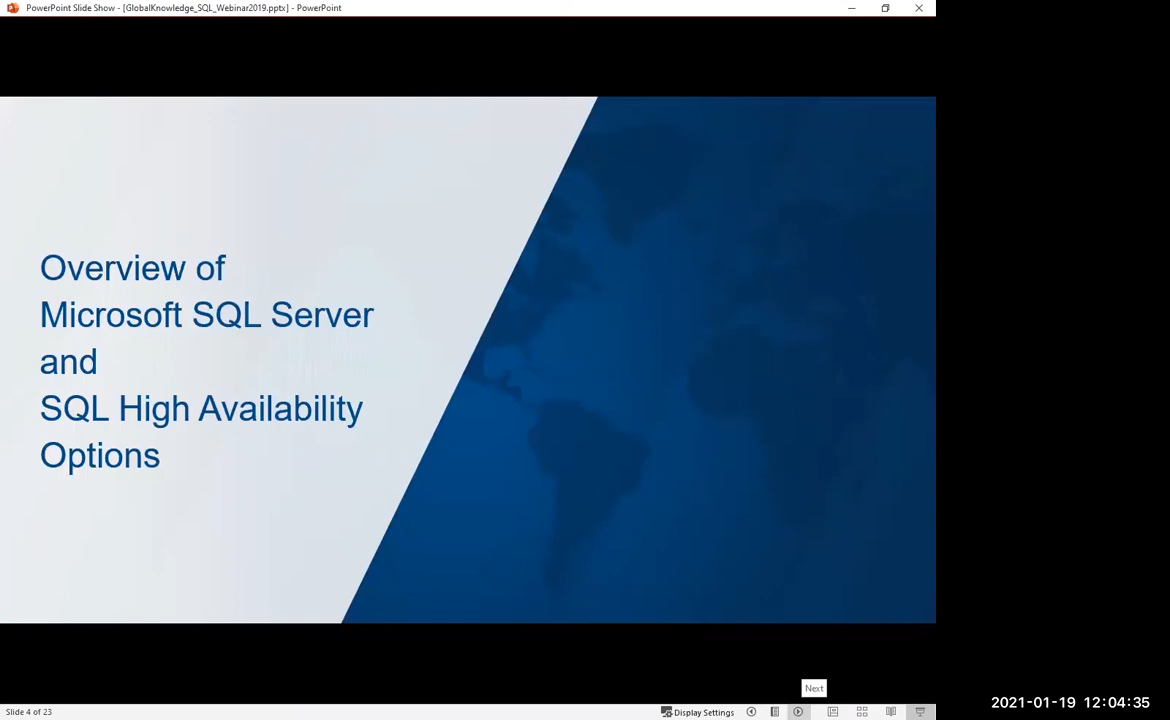 PowerPoint Slide Show - [GlobalKnowledge_SQL_Webinar2019.pptx] - PowerPoint
Overview of
Microsoft SQL Server
and
SQL High Availability
Options
Next
2021-01-19 12:04:35
Slide 4 of 23
Display Settings